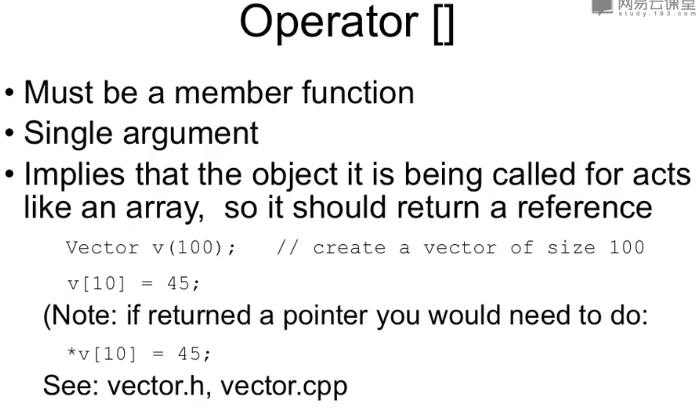 网易云课堂
study.163.com
Operator []
• Must be a member function
• Single argument
• Implies that the object it is being called for acts
like an array, so it should return a reference
Vector v(100); // create a vector of size 100
v[10] = 45;
(Note: if returned a pointer you would need to do:
*v[10] = 45;
See: vector.h, vector.cpp